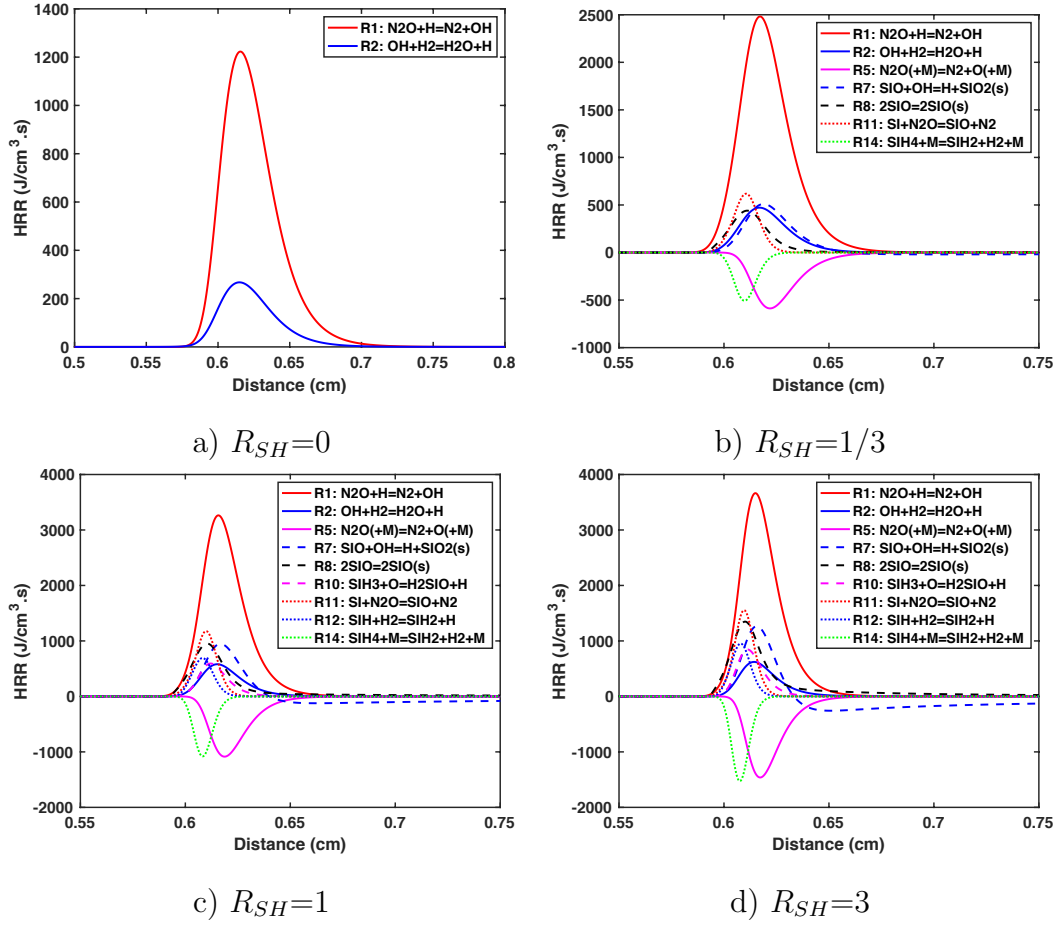 1400
1200
1000
800
600
400
200
0
HRR (J/cm³.s)
R1: N2O+H=N2+OH
R2: OH+H2=H2O+H
0.5 0.55 0.6 0.65 0.7 0.75 0.8
Distance (cm)
a) R_SH=0
2500
2000
1500
1000
500
0
-500
-1000
HRR (J/cm³.s)
R1: N2O+H=N2+OH
R2: OH+H2=H2O+H
R5: N2O(+M)=N2+O(+M)
R7: SIO+OH=H+SIO2(s)
R8: 2SIO=2SIO(s)
R11: SI+N2O=SIO+N2
R14: SIH4+M=SIH2+H2+M
0.55 0.6 0.65 0.7 0.75
Distance (cm)
b) R_SH=1/3
4000
3000
2000
1000
0
-1000
-2000
HRR (J/cm³.s)
R1: N2O+H=N2+OH
R2: OH+H2=H2O+H
R5: N2O(+M)=N2+O(+M)
R7: SIO+OH=H+SIO2(s)
R8: 2SIO=2SIO(s)
R10: SIH3+O=H2SIO+H
R11: SI+N2O=SIO+N2
R12: SIH+H2=SIH2+H
R14: SIH4+M=SIH2+H2+M
0.55 0.6 0.65 0.7 0.75
Distance (cm)
c) R_SH=1
4000
3000
2000
1000
0
-1000
-2000
HRR (J/cm³.s)
R1: N2O+H=N2+OH
R2: OH+H2=H2O+H
R5: N2O(+M)=N2+O(+M)
R7: SIO+OH=H+SIO2(s)
R8: 2SIO=2SIO(s)
R10: SIH3+O=H2SIO+H
R11: SI+N2O=SIO+N2
R12: SIH+H2=SIH2+H
R14: SIH4+M=SIH2+H2+M
0.55 0.6 0.65 0.7 0.75
Distance (cm)
d) R_SH=3